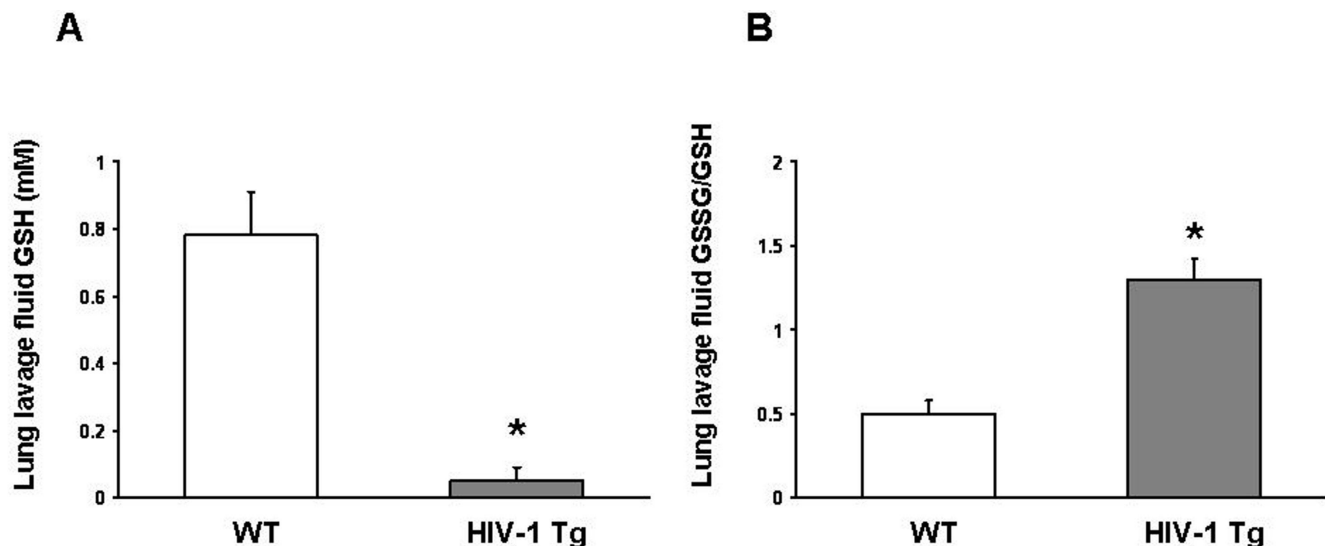 A
Lung lavage fluid GSH (mM)
1
0.8
0.6
0.4
0.2
0
*
WT
HIV-1 Tg
B
Lung lavage fluid GSSG/GSH
2
1.5
1
0.5
0
*
WT
HIV-1 Tg